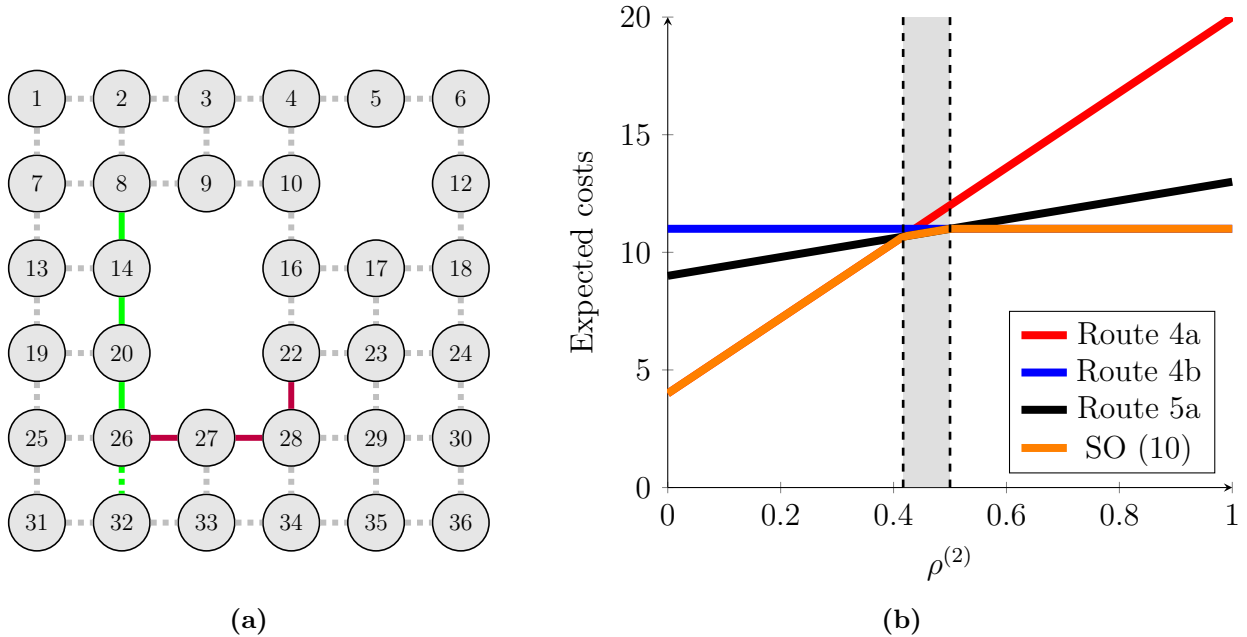 1 2 3 4 5 6
7 8 9 10 12
13 14 16 17 18
19 20 22 23 24
25 26 27 28 29 30
31 32 33 34 35 36
(a)
Expected costs
20
15
10
5
0
0 0.2 0.4 0.6 0.8 1
ρ⁽²⁾
Route 4a
Route 4b
Route 5a
SO (10)
(b)